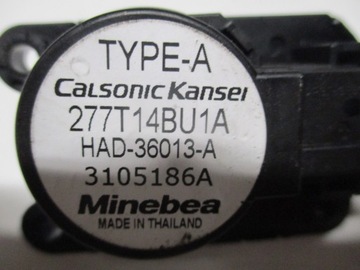 TYPE-A
Calsonic Kansei
277T14BU1A
HAD-36013-A
3105186A
Minebea
MADE IN THAILAND